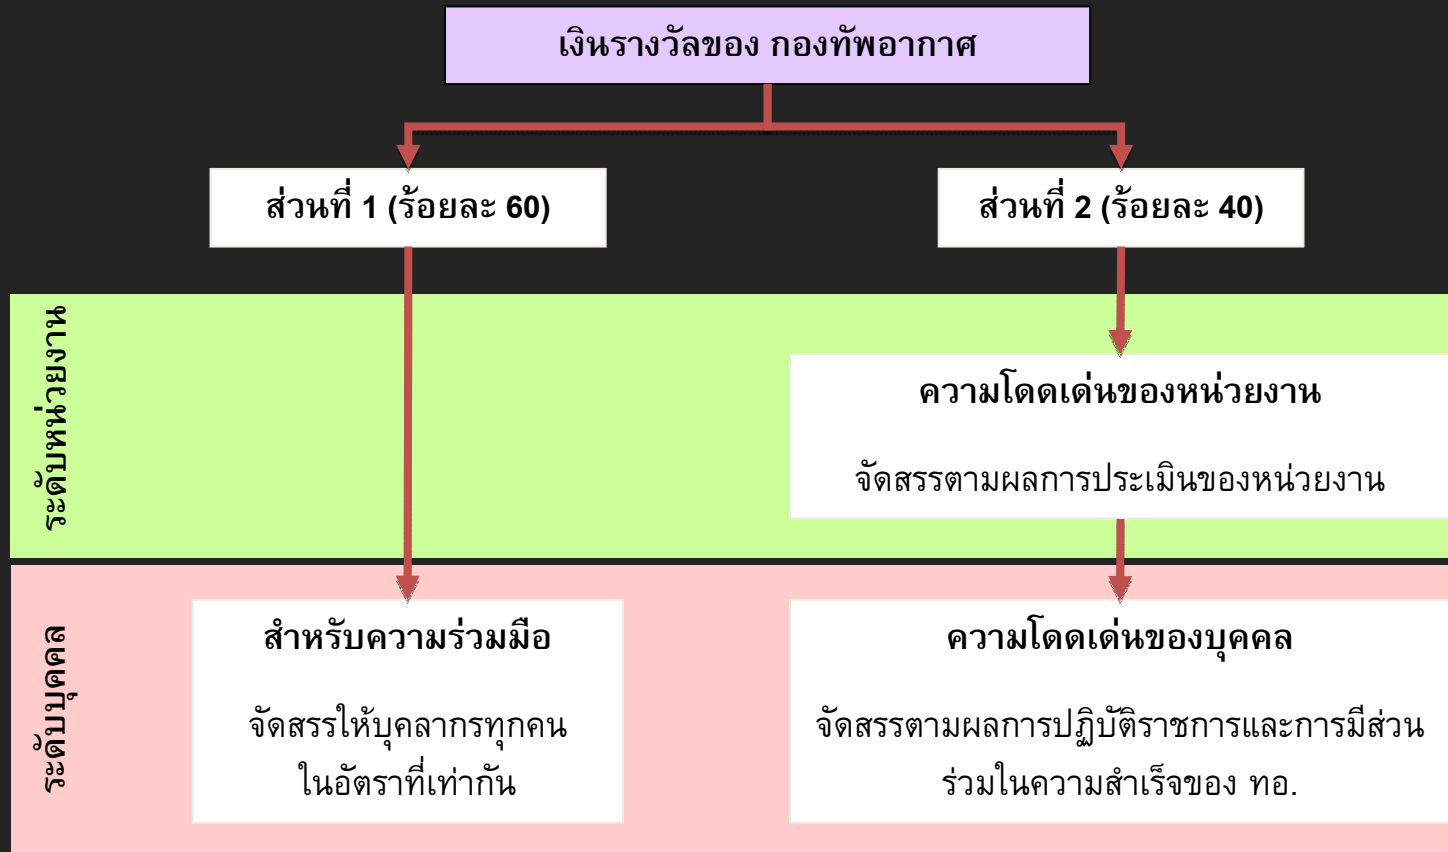 เงินรางวัลของ กองทัพอากาศ
ส่วนที่ 1 (ร้อยละ 60)
ส่วนที่ 2 (ร้อยละ 40)
ระดับหน่วยงาน
ความโดดเด่นของหน่วยงาน
จัดสรรตามผลการประเมินของหน่วยงาน
ระดับบุคคล
สำหรับความร่วมมือ
จัดสรรให้บุคลากรทุกคน
ในอัตราที่เท่ากัน
ความโดดเด่นของบุคคล
จัดสรรตามผลการปฏิบัติราชการและการมีส่วน
ร่วมในความสำเร็จของ ทอ.